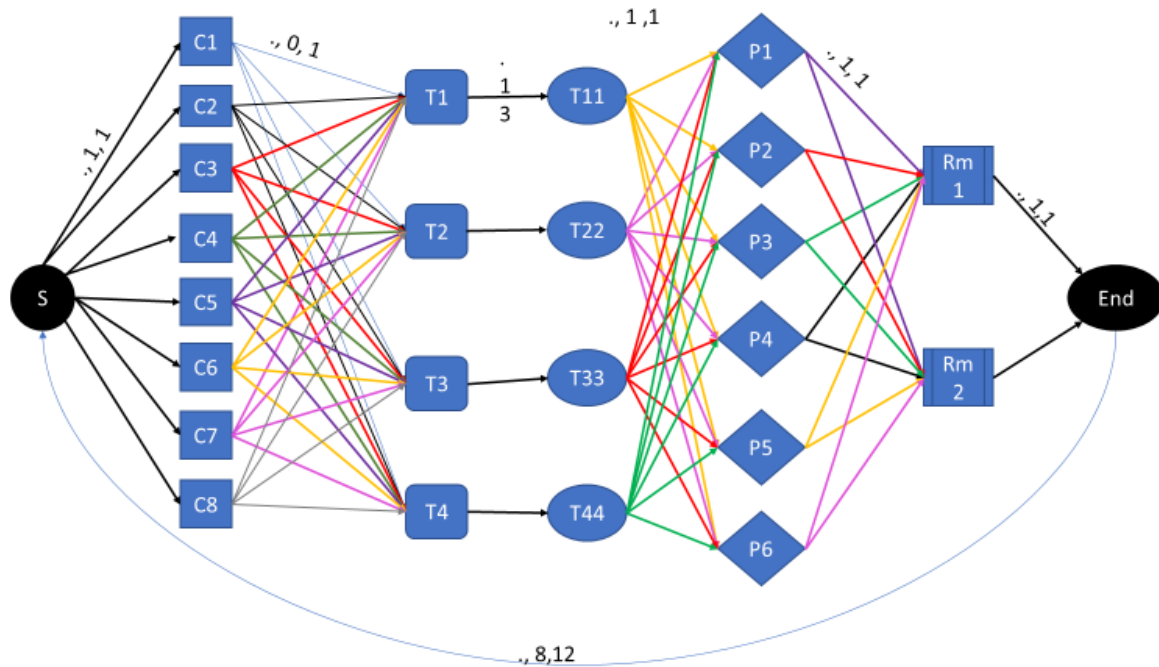 ., 1 ,1
C1
., 0, 1
P1
., 1, 1
.
1
3
T1
T11
C2
., 1, 1
P2
C3
Rm
1
., 1,1
C4
T2
T22
P3
C5
S
End
P4
C6
T3
T33
Rm
2
C7
P5
C8
T4
T44
P6
., 8,12